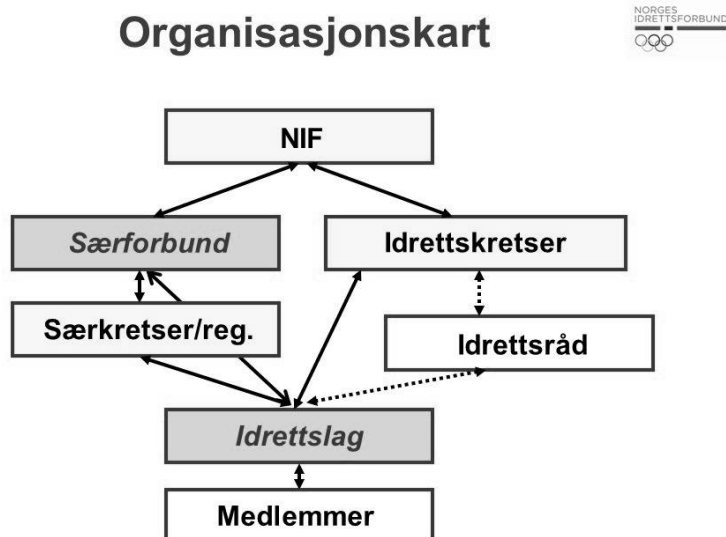 Organisasjonskart
NORGES
IDRETTSFORBUND
NIF
Særforbund
Idrettskretser
Særkretser/reg.
Idrettsråd
Idrettslag
Medlemmer